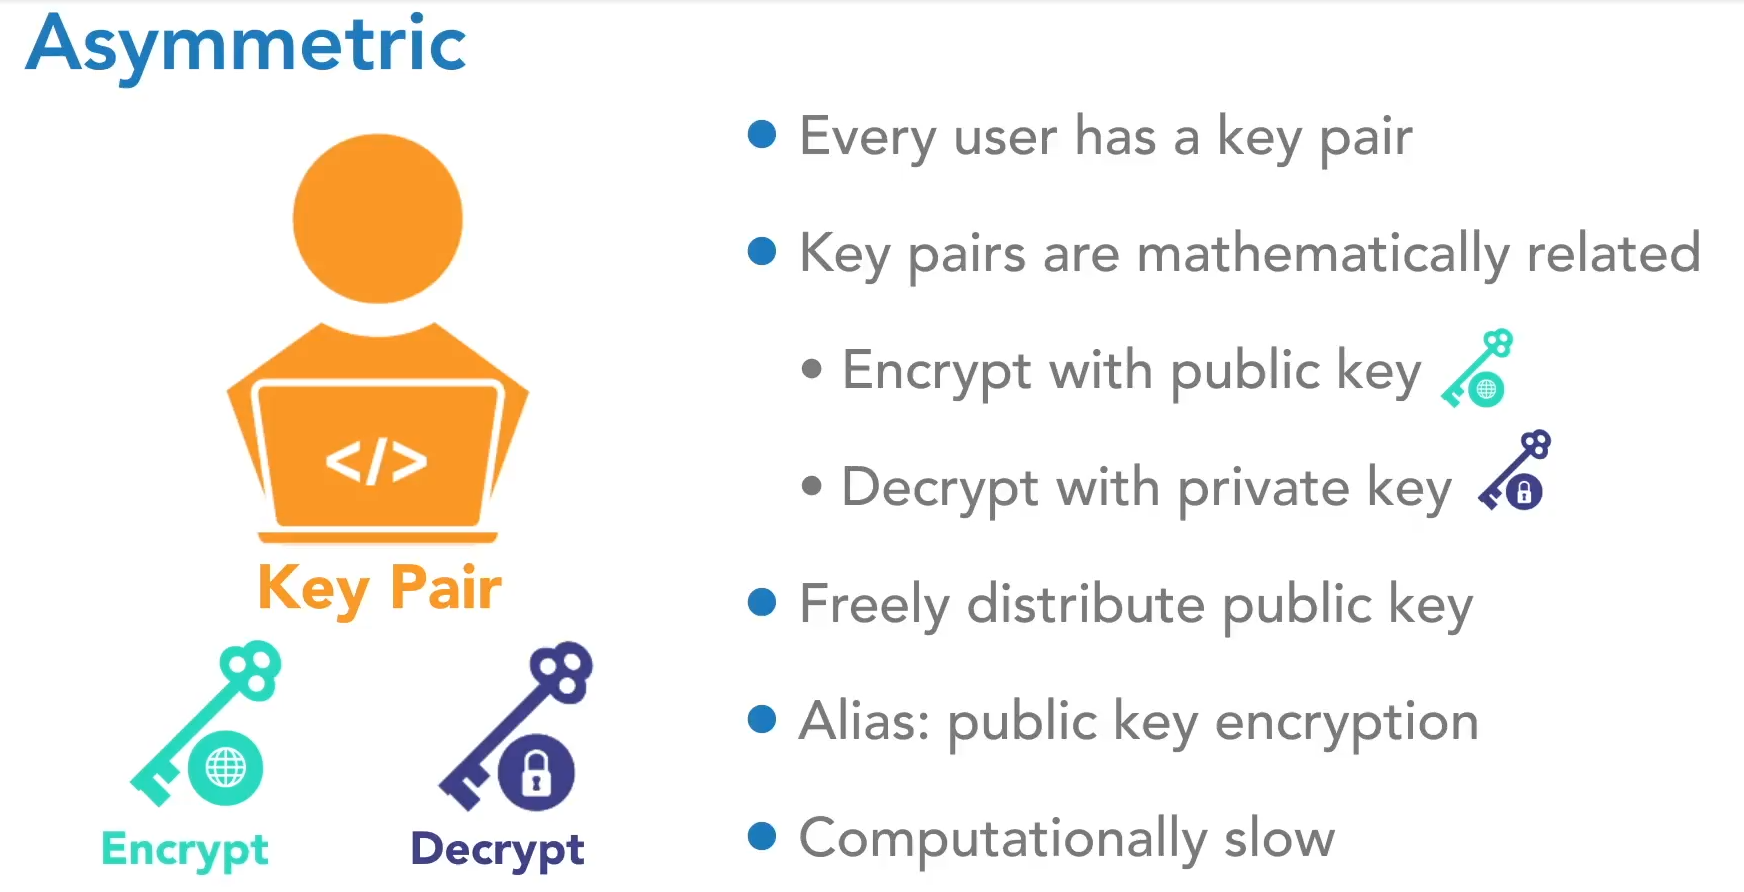 Asymmetric
Every user has a key pair
Key pairs are mathematically related
Encrypt with public key
Decrypt with private key
Freely distribute public key
Alias: public key encryption
Computationally slow
</>
Key Pair
Encrypt
Decrypt